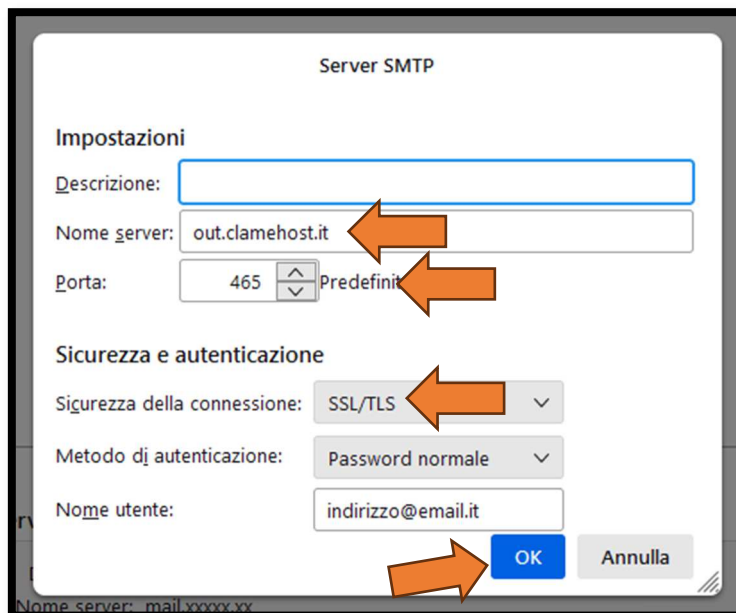 Server SMTP
Impostazioni
Descrizione:
Nome server: out.clamehost.it
Porta: 465
Sicurezza e autenticazione
Sicurezza della connessione: SSL/TLS
Metodo di autenticazione: Password normale
Nome utente: indirizzo@email.it
OK Annulla
Nome server: mail.xxxxx.xx